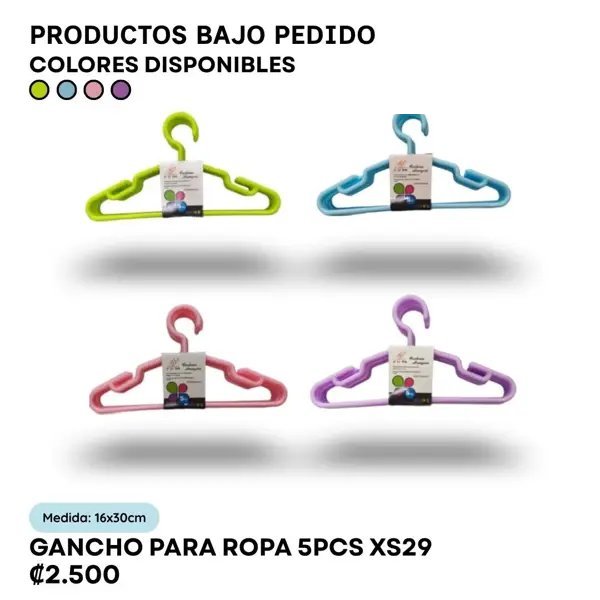 PRODUCTOS BAJO PEDIDO
COLORES DISPONIBLES
Medida: 16x30cm
GANCHO PARA ROPA 5PCS XS29
₡2.500